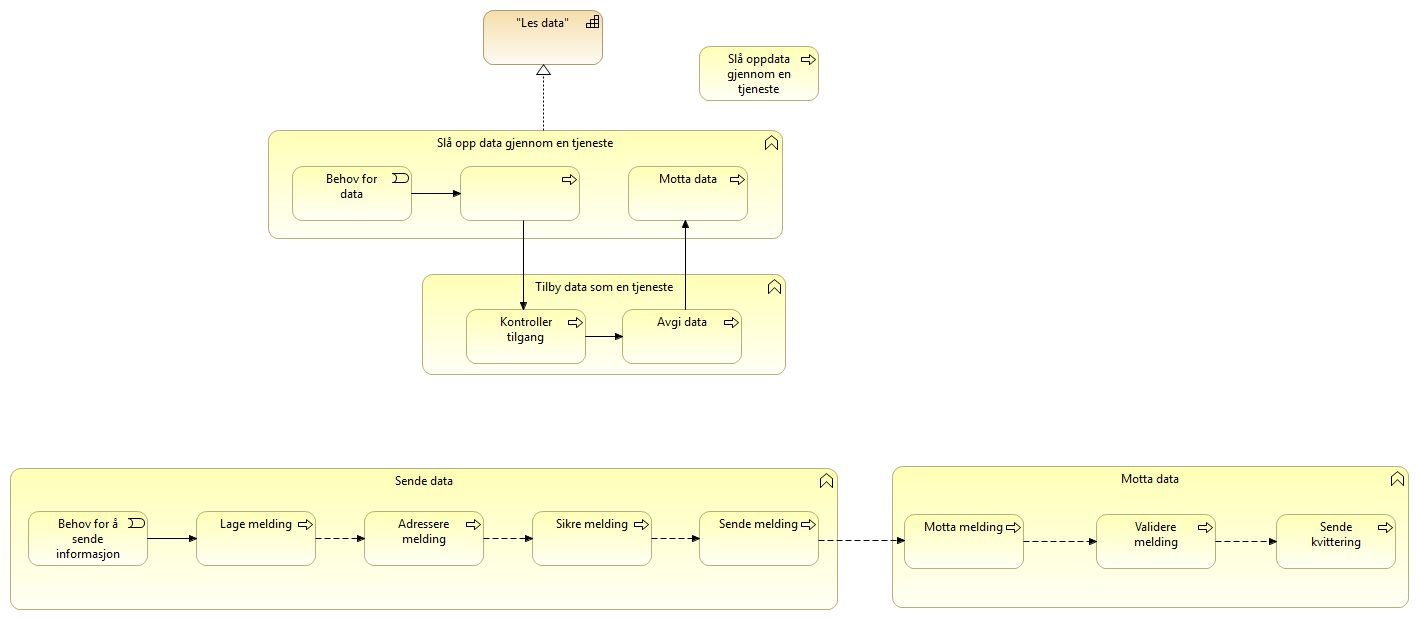 "Les data"
Slå oppdata
gjennom en
tjeneste
Slå opp data gjennom en tjeneste
Behov for
data
Motta data
Tilby data som en tjeneste
Kontroller
tilgang
Avgi data
Sende data
Behov for å
sende
informasjon
Lage melding
Adressere
melding
Sikre melding
Sende melding
Motta data
Motta melding
Validere
melding
Sende
kvittering